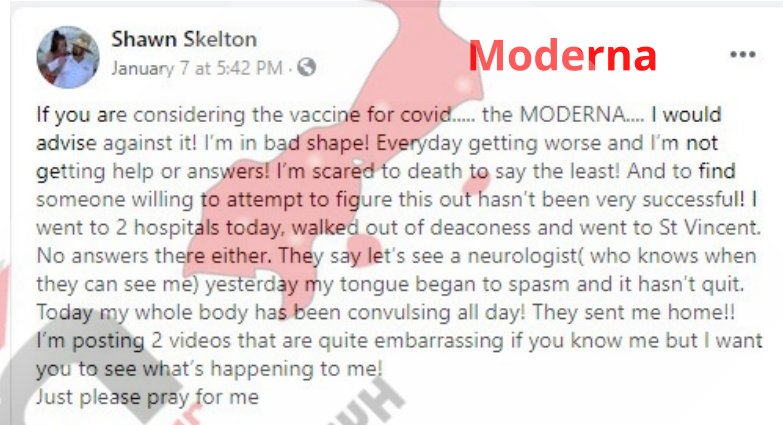 Shawn Skelton
Moderna
January 7 at 5:42 PM ·
If you are considering the vaccine for covid..... the MODERNA.... I would
advise against it! I'm in bad shape! Everyday getting worse and I'm not
getting help or answers! I'm scared to death to say the least! And to find
someone willing to attempt to figure this out hasn't been very successful! I
went to 2 hospitals today, walked out of deaconess and went to St Vincent.
No answers there either. They say let's see a neurologist( who knows when
they can see me) yesterday my tongue began to spasm and it hasn't quit.
Today my whole body has been convulsing all day! They sent me home!!
I'm posting 2 videos that are quite embarrassing if you know me but I want
you to see what's happening to me!
Just please pray for me